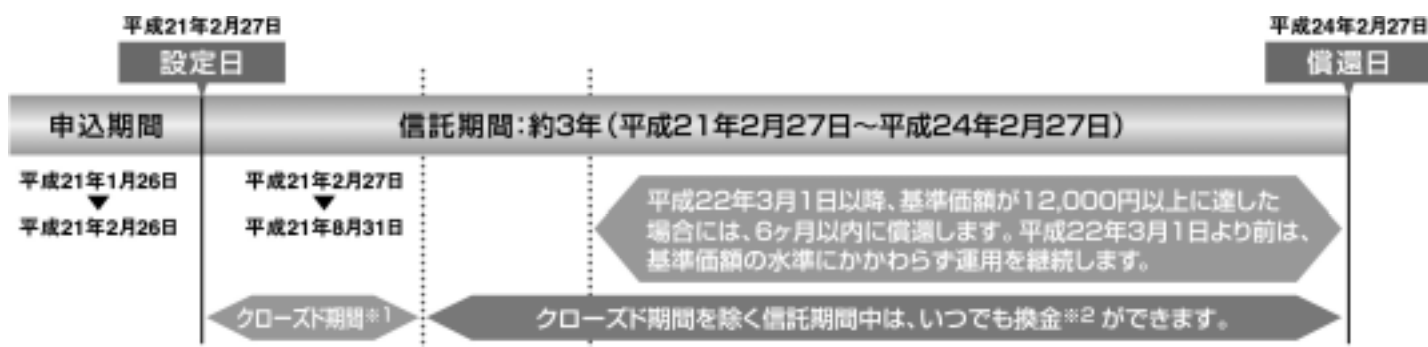 平成21年2月27日
設定日
平成24年2月27日
償還日
申込期間
信託期間:約3年(平成21年2月27日~平成24年2月27日)
平成21年1月26日
▼
平成21年2月26日
平成21年2月27日
▼
平成21年8月31日
平成22年3月1日以降、基準価額が12,000円以上に達した
場合には、6ヶ月以内に償還します。平成22年3月1日より前は、
基準価額の水準にかかわらず運用を継続します。
クローズド期間※1
クローズド期間を除く信託期間中は、いつでも換金※2 ができます。